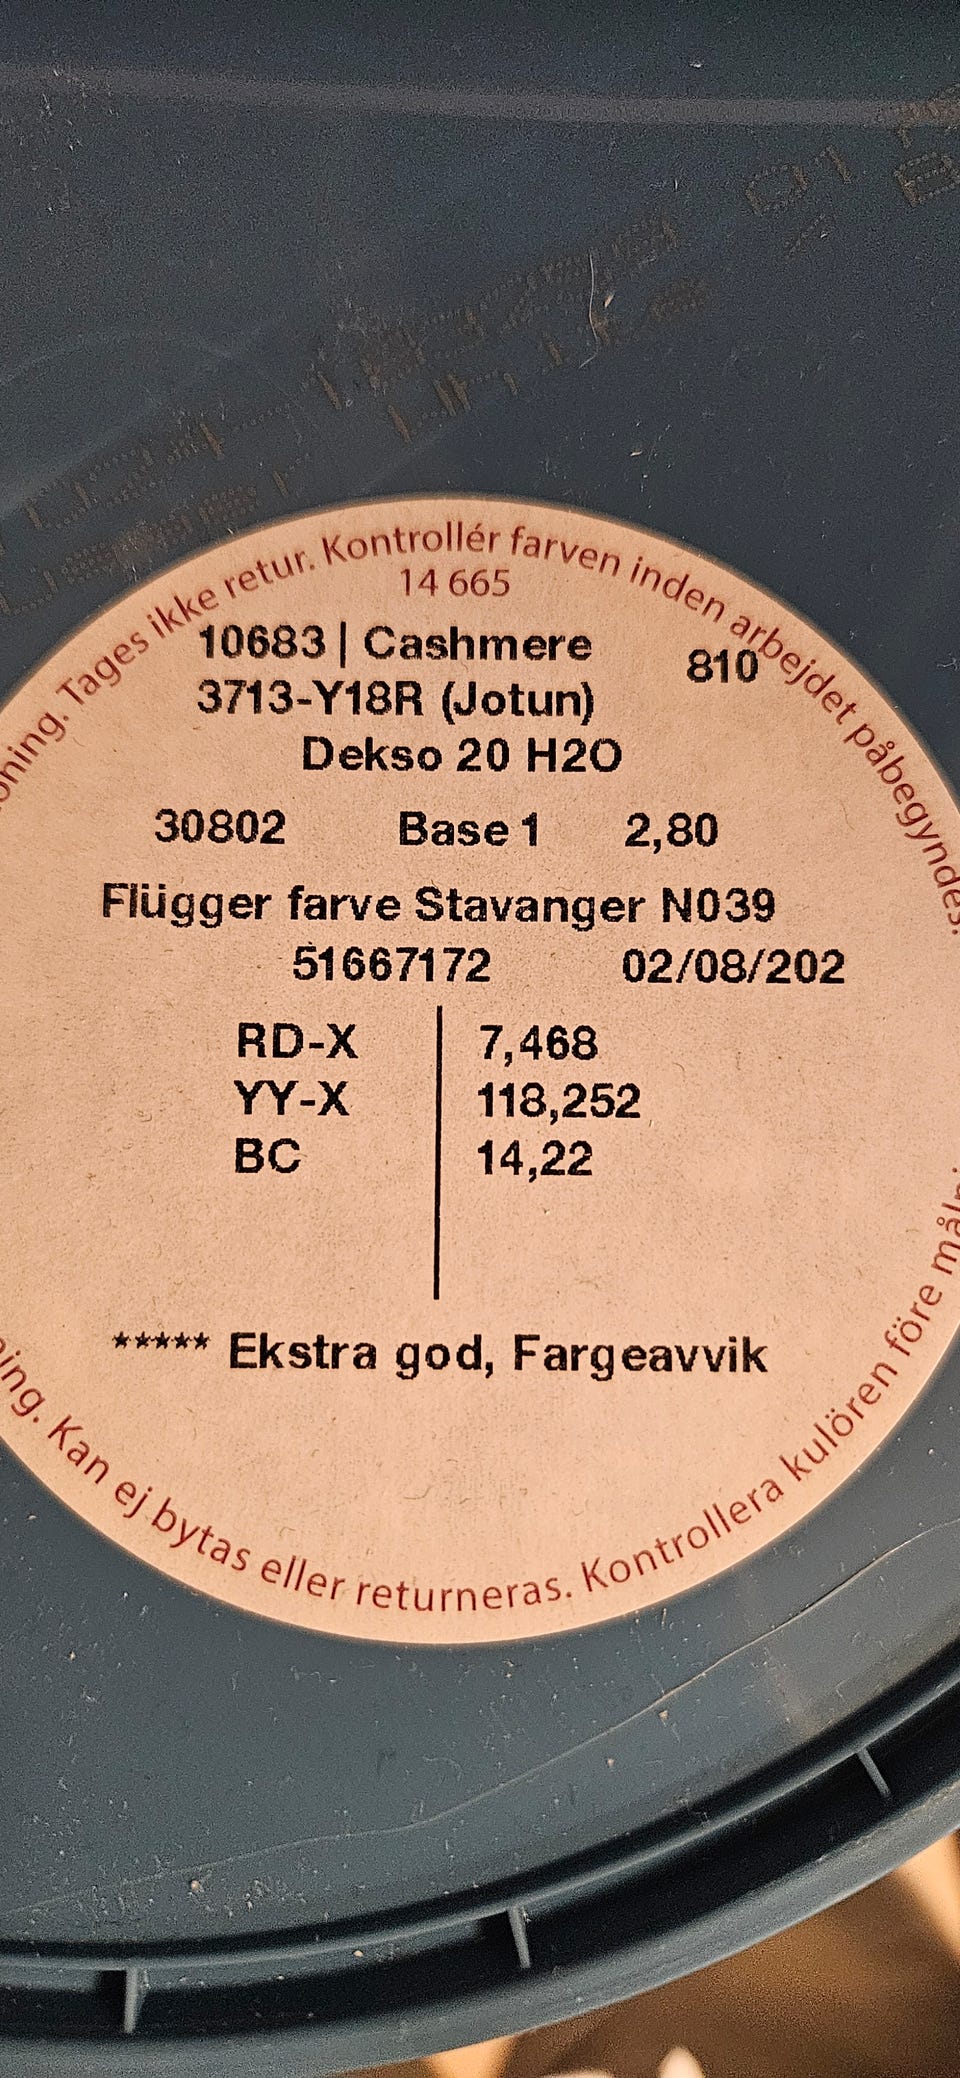 Tages ikke retur. Kontrollér farven inden arbejdet påbegyndes.
14 665
10683 | Cashmere
810
3713-Y18R (Jotun)
Dekso 20 H2O
30802 Base 1 2,80
Flügger farve Stavanger N039
51667172 02/08/202
RD-X 7,468
YY-X 118,252
BC 14,22
***** Ekstra god, Fargeavvik
Kan ej bytas eller returneras. Kontrollera kulören före